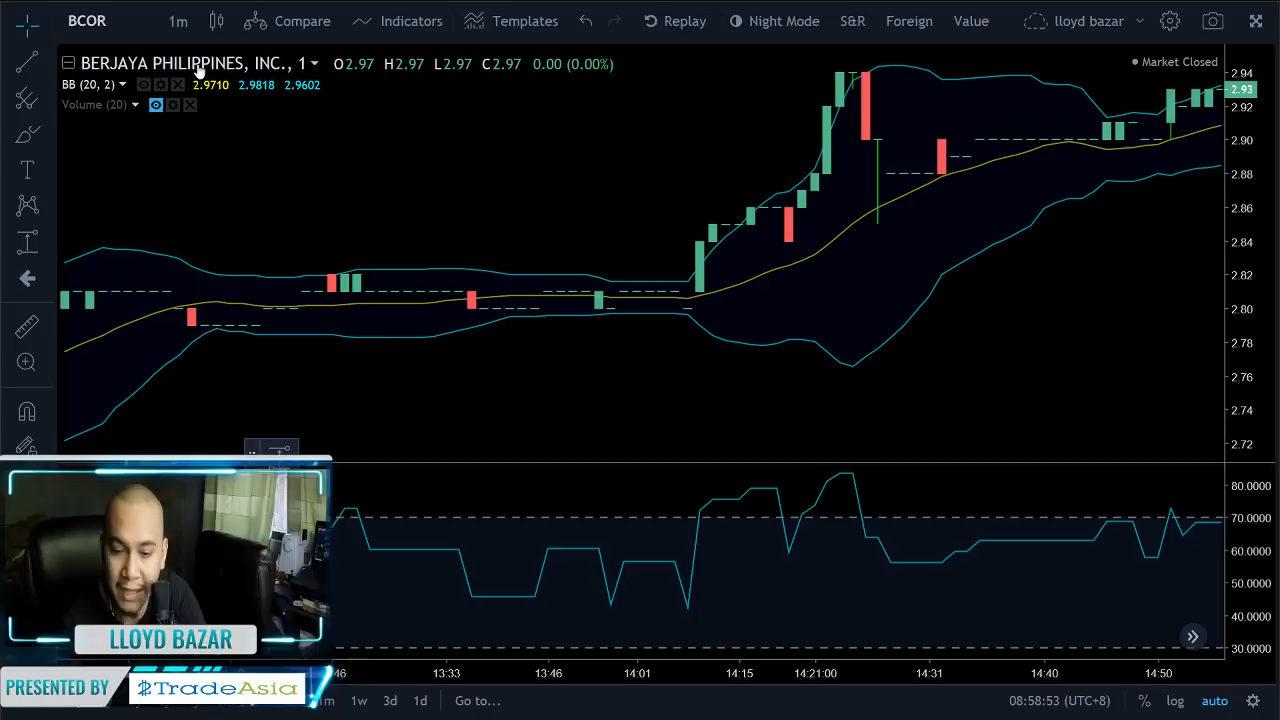 BCOR 1m Compare Indicators Templates Replay Night Mode S&R Foreign Value lloyd bazar
BERJAYA PHILIPPINES, INC., 1 O2.97 H2.97 L2.97 C2.97 0.00 (0.00%)
Market Closed
BB (20, 2) 2.9710 2.9818 2.9602
Volume (20)
2.94
2.93
2.92
2.90
2.88
2.86
2.84
2.82
2.80
2.78
2.76
2.74
2.72
80.0000
70.0000
60.0000
50.0000
40.0000
30.0000
13:33 13:46 14:01 14:15 14:21:00 14:31 14:40 14:50
LLOYD BAZAR
PRESENTED BY TradeAsia
1w 3d 1d Go to... 08:58:53 (UTC+8) % log auto